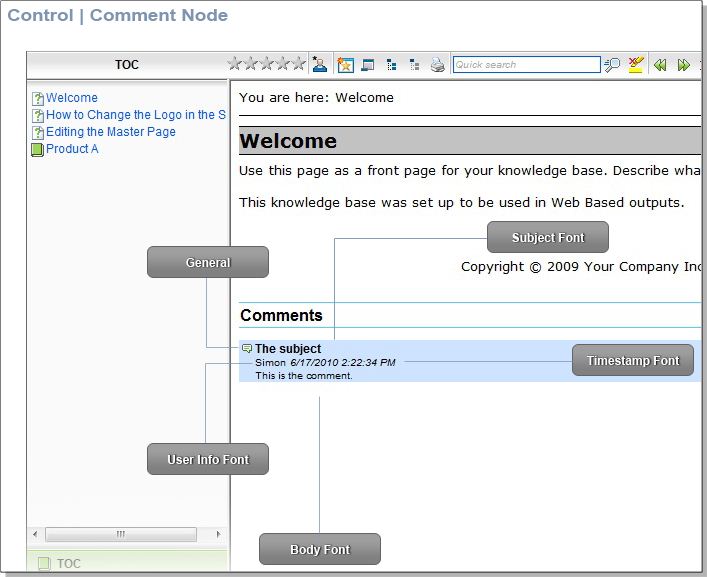 Control | Comment Node
TOC
Quick search
Welcome
How to Change the Logo in the S
Editing the Master Page
Product A
You are here: Welcome
Welcome
Use this page as a front page for your knowledge base. Describe wha
This knowledge base was set up to be used in Web Based outputs.
Subject Font
General
Copyright © 2009 Your Company Inc
Comments
The subject
Simon 6/17/2010 2:22:34 PM
This is the comment.
Timestamp Font
User Info Font
Body Font
TOC